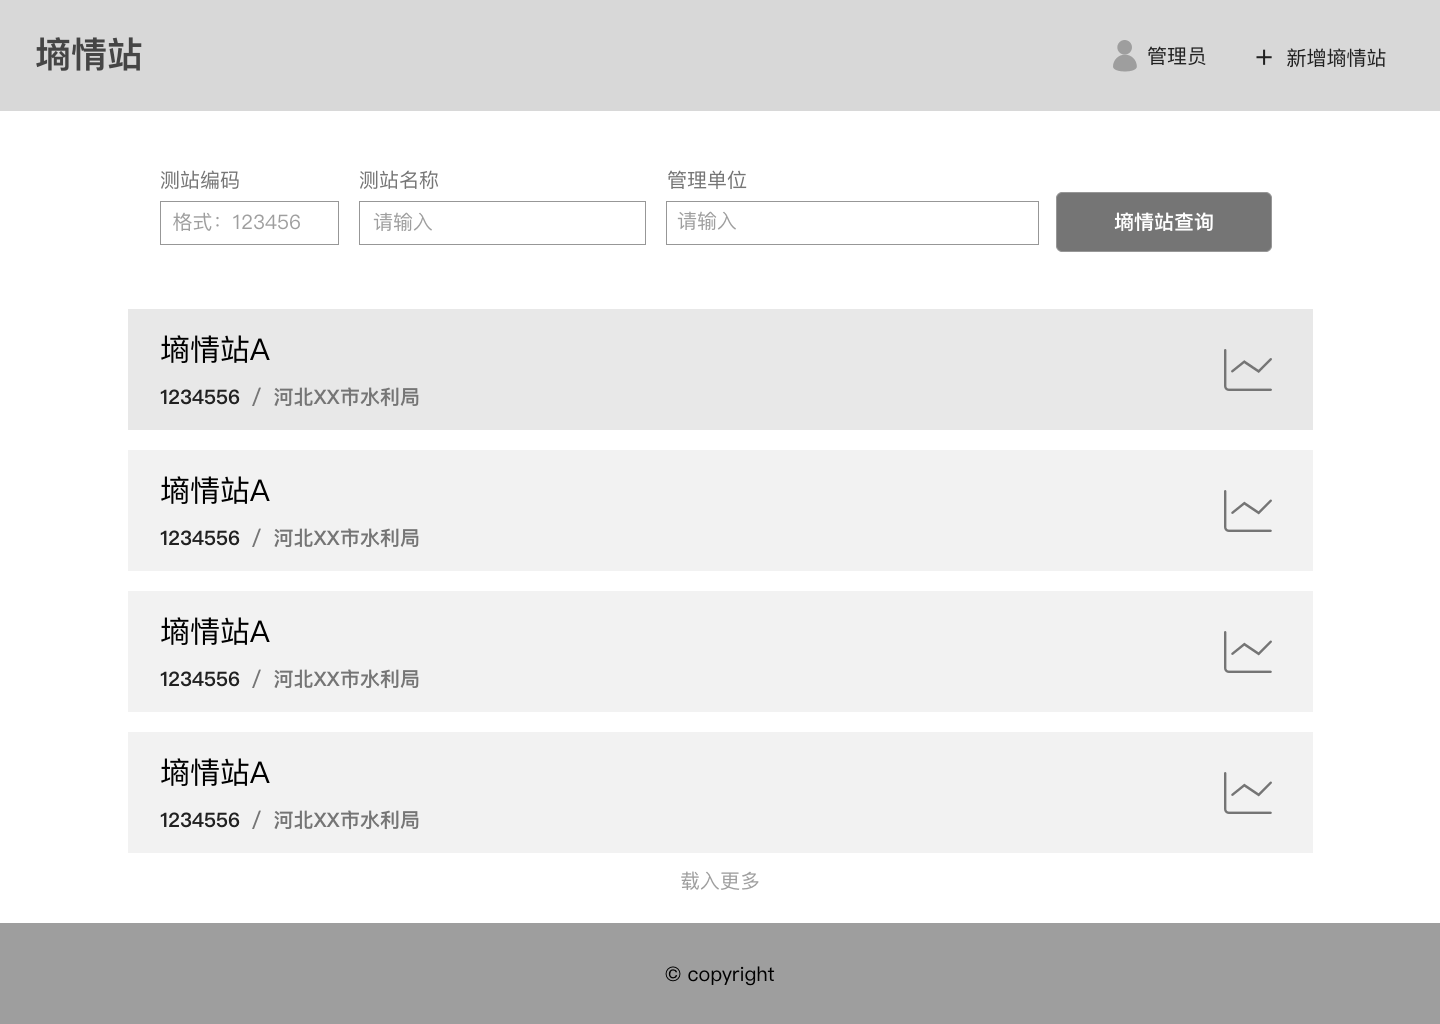 墒情站
管理员
+ 新增墒情站
测站编码
测站名称
管理单位
格式：123456
请输入
请输入
墒情站查询
墒情站A
1234556 / 河北XX市水利局
墒情站A
1234556 / 河北XX市水利局
墒情站A
1234556 / 河北XX市水利局
墒情站A
1234556 / 河北XX市水利局
载入更多
© copyright